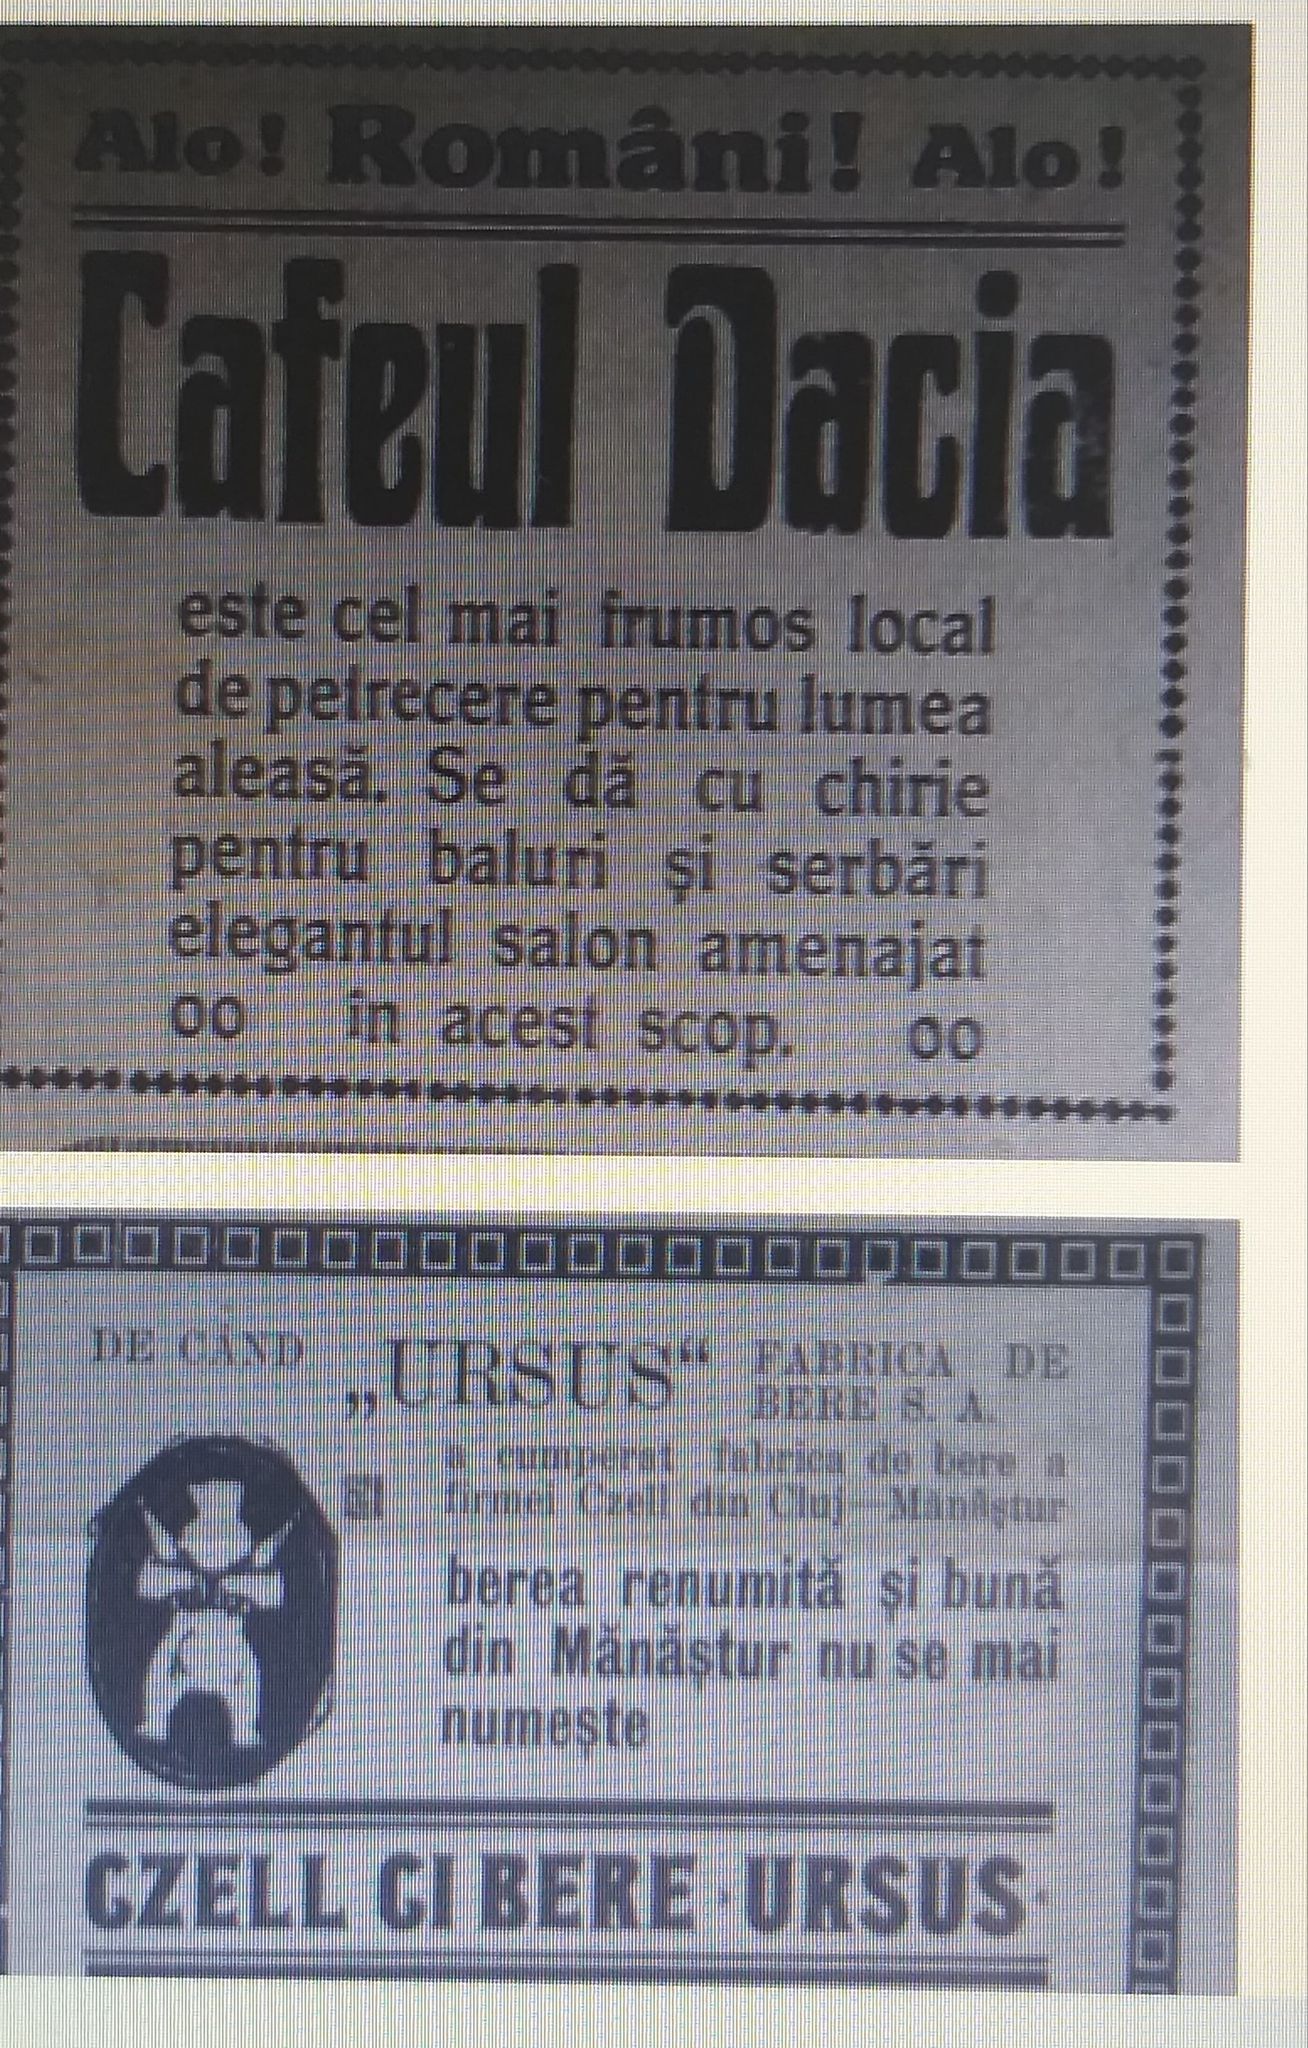 Alo! Români! Alo!
Cafeul Dacia
este cel mai frumos local
de petrecere pentru lumea
aleasă. Se dă cu chirie
pentru baluri și serbări
elegantul salon amenajat
oo in acest scop. oo
DE CÂND „URSUS“ FABRICA DE
BERE S. A.
a cumperat fabrica de bere a
firmei Czell din Cluj—Mănăștur
berea renumită și bună
din Mănăștur nu se mai
numește
CZELL CI BERE URSUS